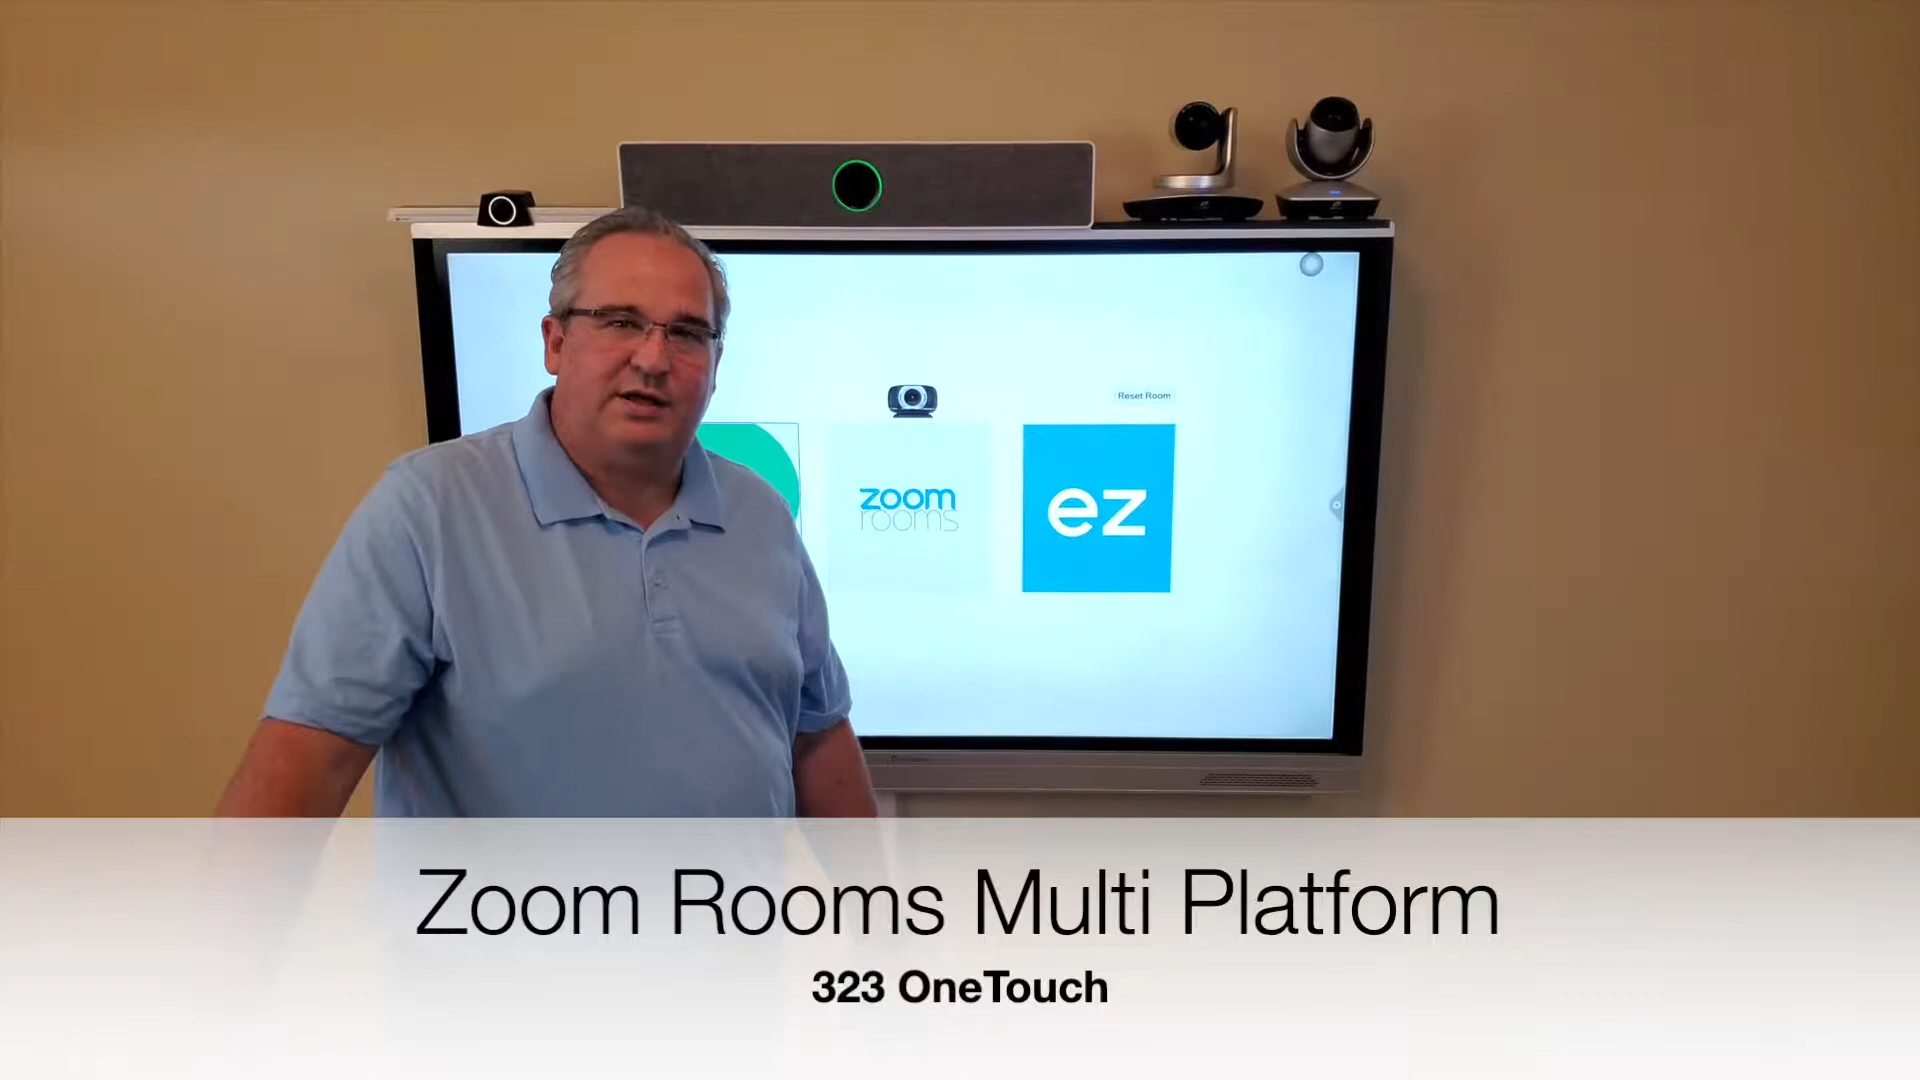 Reset Room
zoom
rooms
ez
Zoom Rooms Multi Platform
323 OneTouch